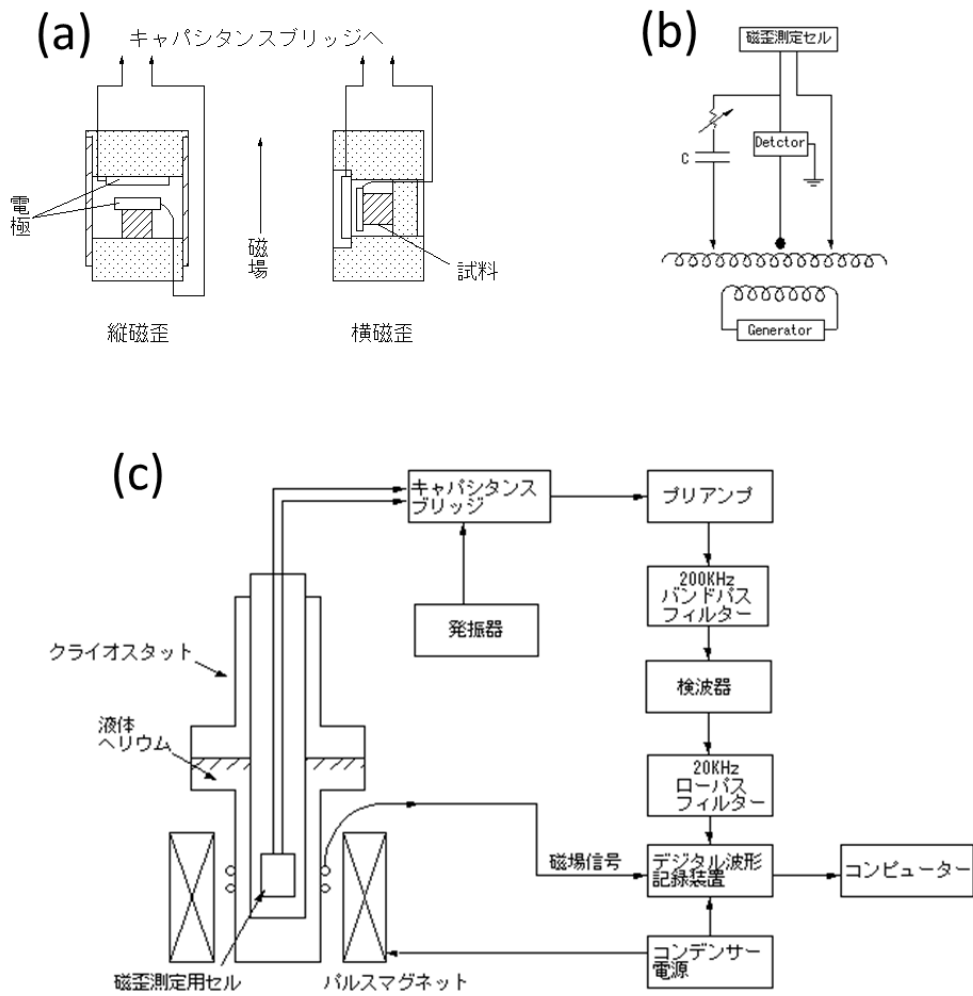 (a)
キャパシタンスブリッジへ
電極
磁場
試料
縦磁歪
横磁歪
(b)
磁歪測定セル
Detctor
C
Generator
(c)
キャパシタンス
ブリッジ
プリアンプ
発振器
200KHz
バンドパス
フィルター
クライオスタット
検波器
液体
ヘリウム
20KHz
ローパス
フィルター
磁場信号
デジタル波形
記録装置
コンピューター
磁歪測定用セル
パルスマグネット
コンデンサー
電源